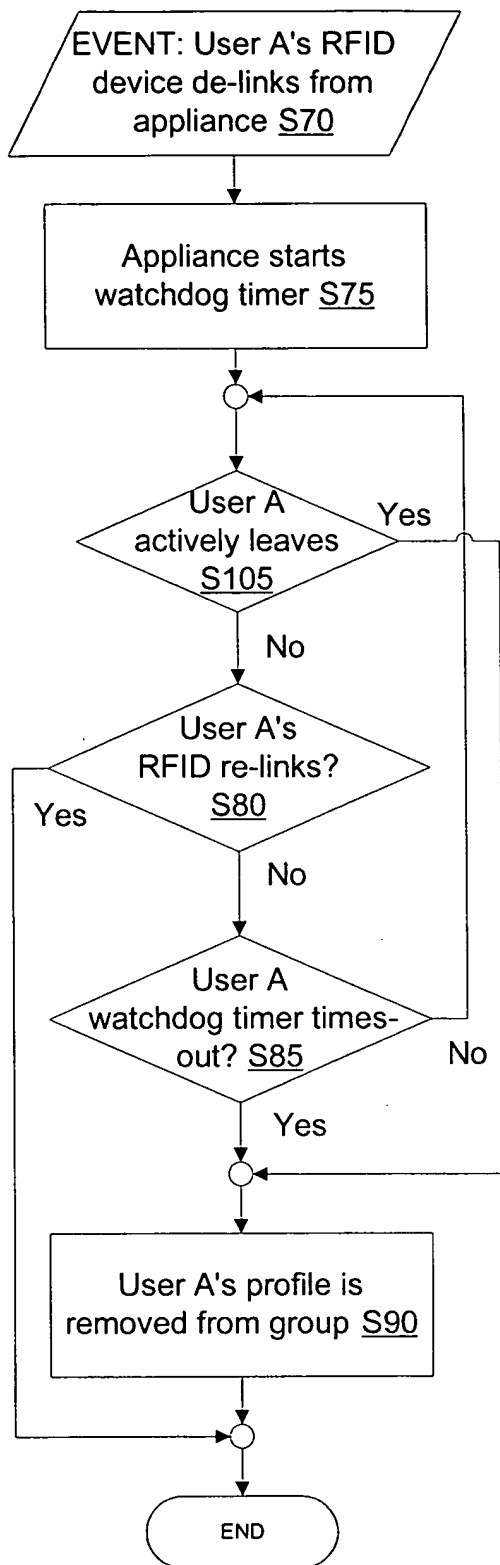 EVENT: User A's RFID
device de-links from
appliance S70
Appliance starts
watchdog timer S75
User A
actively leaves
S105
Yes
No
User A's
RFID re-links?
S80
Yes
No
User A
watchdog timer times-
out? S85
No
Yes
User A's profile is
removed from group S90
END